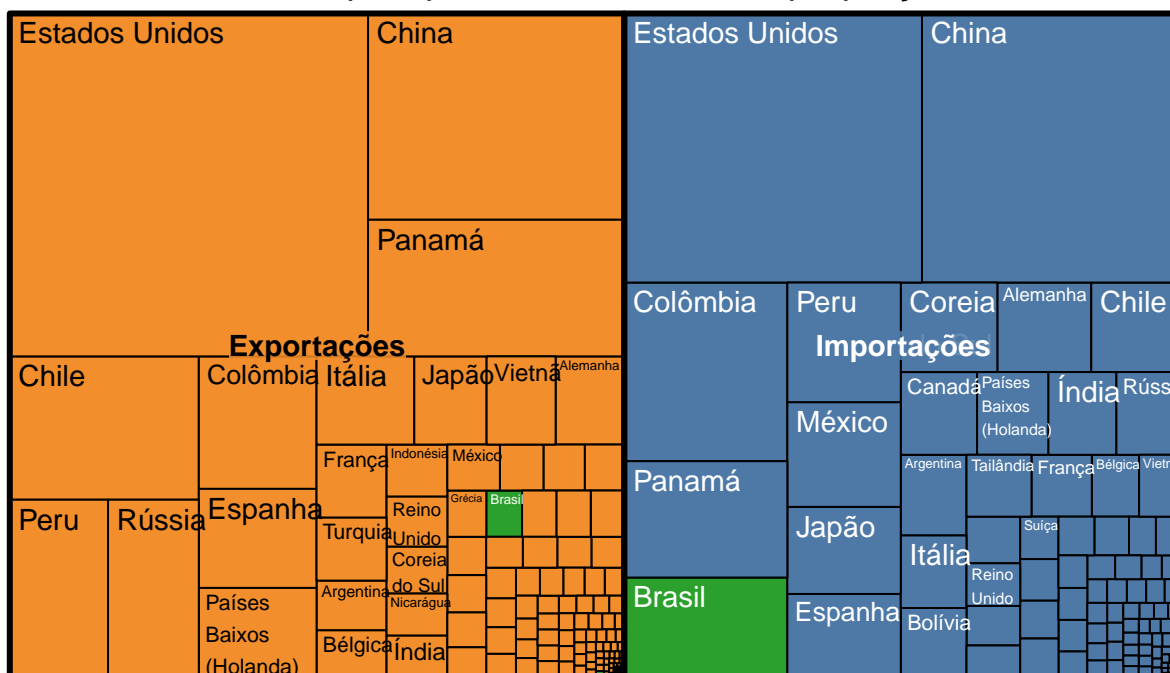 Estados Unidos
China
Panamá
Exportações
Chile
Colômbia
Itália
Japão
Vietnã
Alemanha
Peru
Rússia
Espanha
Países
Baixos
(Holanda)
França
Indonésia
México
Turquia
Reino
Unido
Grécia
Brasil
Coreia
do Sul
Argentina
Nicarágua
Bélgica
Índia
Estados Unidos
China
Colômbia
Peru
Coreia
Alemanha
Chile
Importações
Panamá
México
Canadá
Países
Baixos
(Holanda)
Índia
Rúss
Argentina
Tailândia
França
Bélgica
Vietn
Japão
Itália
Suíça
Reino
Unido
Brasil
Espanha
Bolívia